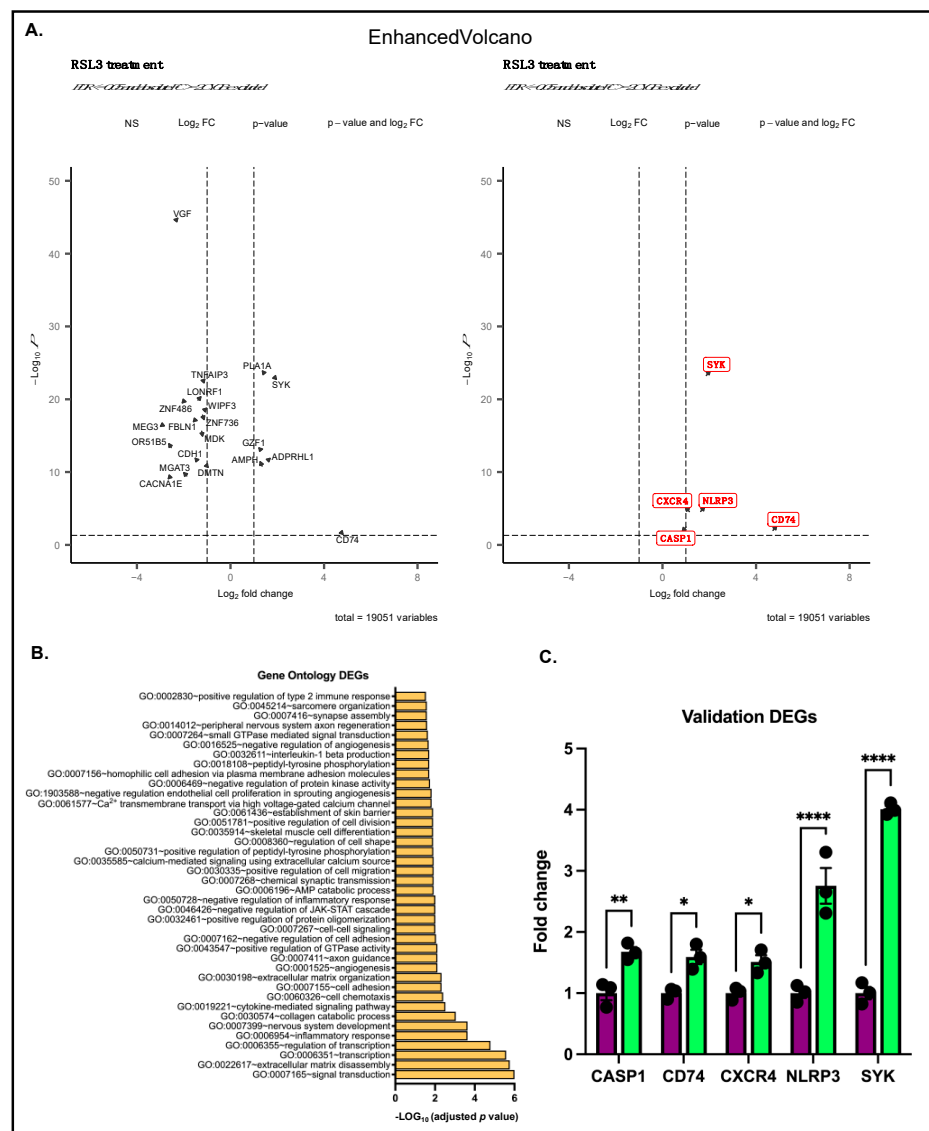 A.
EnhancedVolcano
RSL3 treatment
NS Log2 FC p−value p − value and log2 FC
50
40
30
20
10
0
−Log10 P
VGF
TNFAIP3
PLA1A
SYK
LONRF1
ZNF486
WIPF3
MEG3
FBLN1
ZNF736
MDK
OR51B5
GZF1
CDH1
AMPH
ADPRHL1
MGAT3
DMTN
CACNA1E
CD74
−4 0 4 8
Log2 fold change
total = 19051 variables
RSL3 treatment
NS Log2 FC p−value p − value and log2 FC
50
40
30
20
10
0
−Log10 P
SYK
CXCR4
NLRP3
CD74
CASP1
−4 0 4 8
Log2 fold change
total = 19051 variables
B.
Gene Ontology DEGs
GO:0002830~positive regulation of type 2 immune response
GO:0045214~sarcomere organization
GO:0007416~synapse assembly
GO:0014012~peripheral nervous system axon regeneration
GO:0007264~small GTPase mediated signal transduction
GO:0016525~negative regulation of angiogenesis
GO:0032611~interleukin-1 beta production
GO:0018108~peptidyl-tyrosine phosphorylation
GO:0007156~homophilic cell adhesion via plasma membrane adhesion molecules
GO:0006469~negative regulation of protein kinase activity
GO:1903588~negative regulation endothelial cell proliferation in sprouting angiogenesis
GO:0061577~Ca2+ transmembrane transport via high voltage-gated calcium channel
GO:0061436~establishment of skin barrier
GO:0051781~positive regulation of cell division
GO:0035914~skeletal muscle cell differentiation
GO:0008360~regulation of cell shape
GO:0050731~positive regulation of peptidyl-tyrosine phosphorylation
GO:0035585~calcium-mediated signaling using extracellular calcium source
GO:0030335~positive regulation of cell migration
GO:0007268~chemical synaptic transmission
GO:0006196~AMP catabolic process
GO:0050728~negative regulation of inflammatory response
GO:0046426~negative regulation of JAK-STAT cascade
GO:0032461~positive regulation of protein oligomerization
GO:0007267~cell-cell signaling
GO:0007162~negative regulation of cell adhesion
GO:0043547~positive regulation of GTPase activity
GO:0007411~axon guidance
GO:0001525~angiogenesis
GO:0030198~extracellular matrix organization
GO:0007155~cell adhesion
GO:0060326~cell chemotaxis
GO:0019221~cytokine-mediated signaling pathway
GO:0030574~collagen catabolic process
GO:0007399~nervous system development
GO:0006954~inflammatory response
GO:0006355~regulation of transcription
GO:0006351~transcription
GO:0022617~extracellular matrix disassembly
GO:0007165~signal transduction
0 2 4 6
-LOG10 (adjusted p value)
C.
Validation DEGs
5
4
3
2
1
0
Fold change
** * * **** ****
CASP1 CD74 CXCR4 NLRP3 SYK